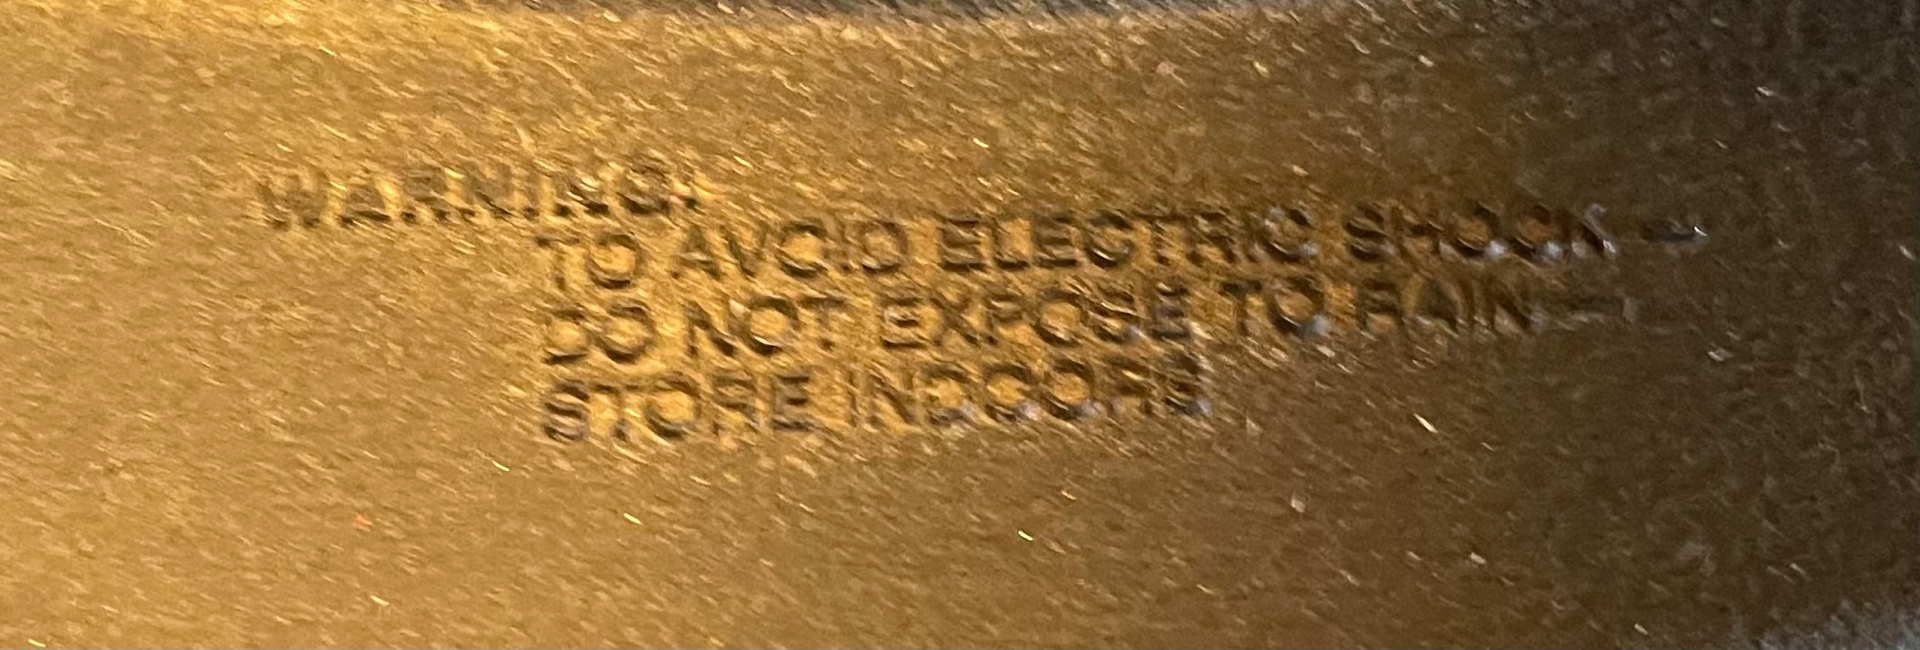 WARNING:
TO AVOID ELECTRIC SHOCK -
DO NOT EXPOSE TO RAIN -
STORE INDOORS